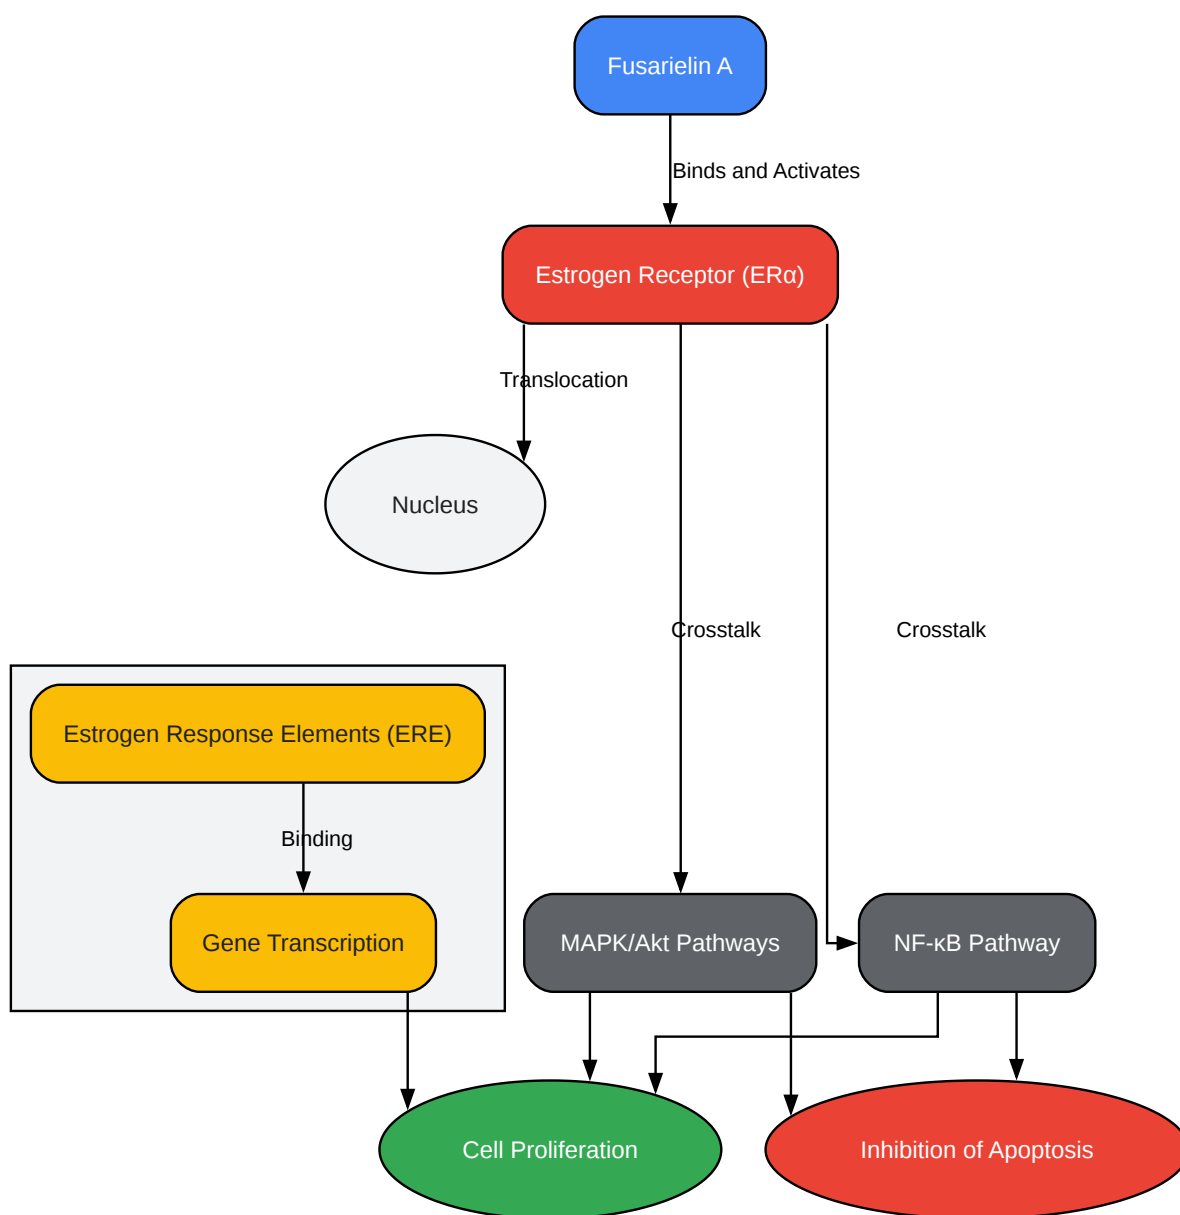 Fusarielin A
Binds and Activates
Estrogen Receptor (ERα)
Translocation
Nucleus
Crosstalk
Crosstalk
Estrogen Response Elements (ERE)
Binding
Gene Transcription
MAPK/Akt Pathways
NF-κB Pathway
Cell Proliferation
Inhibition of Apoptosis